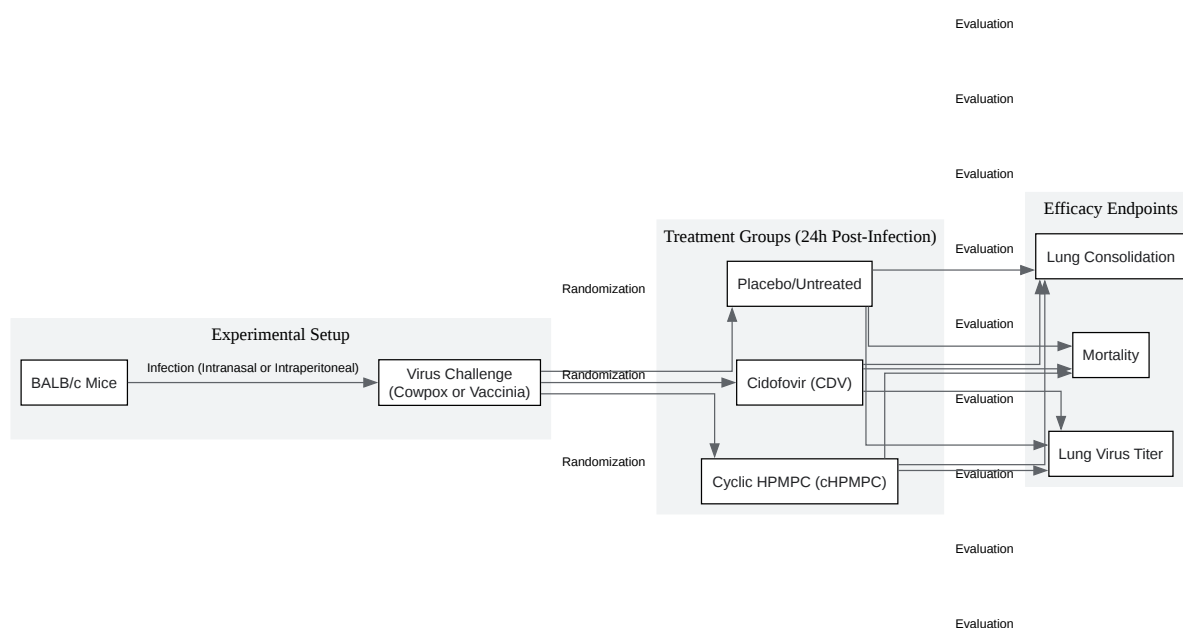 Experimental Setup
BALB/c Mice
Infection (Intranasal or Intraperitoneal)
Virus Challenge
(Cowpox or Vaccinia)
Randomization
Randomization
Randomization
Treatment Groups (24h Post-Infection)
Placebo/Untreated
Cidofovir (CDV)
Cyclic HPMPC (cHPMPC)
Evaluation
Evaluation
Evaluation
Evaluation
Evaluation
Evaluation
Evaluation
Evaluation
Evaluation
Efficacy Endpoints
Lung Consolidation
Mortality
Lung Virus Titer